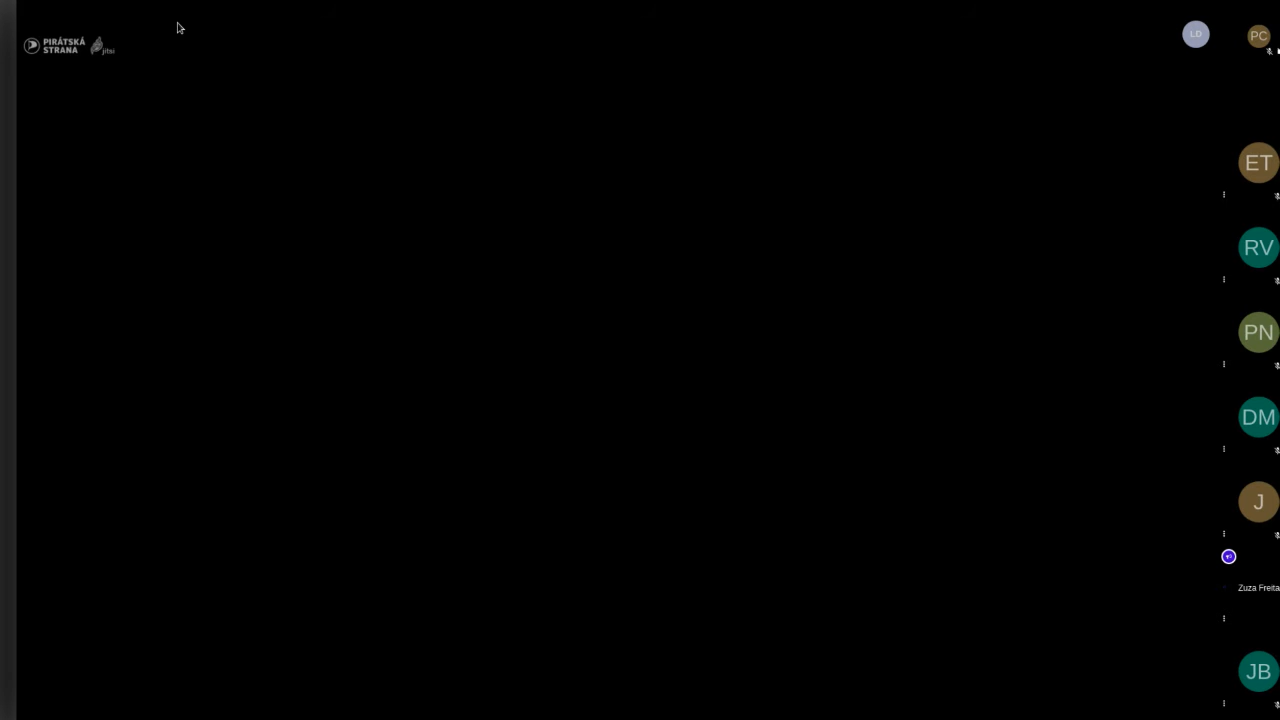 PIRÁTSKÁ
STRANA
jitsi
LD
PC
ET
RV
PN
DM
J
Zuza Freita
JB